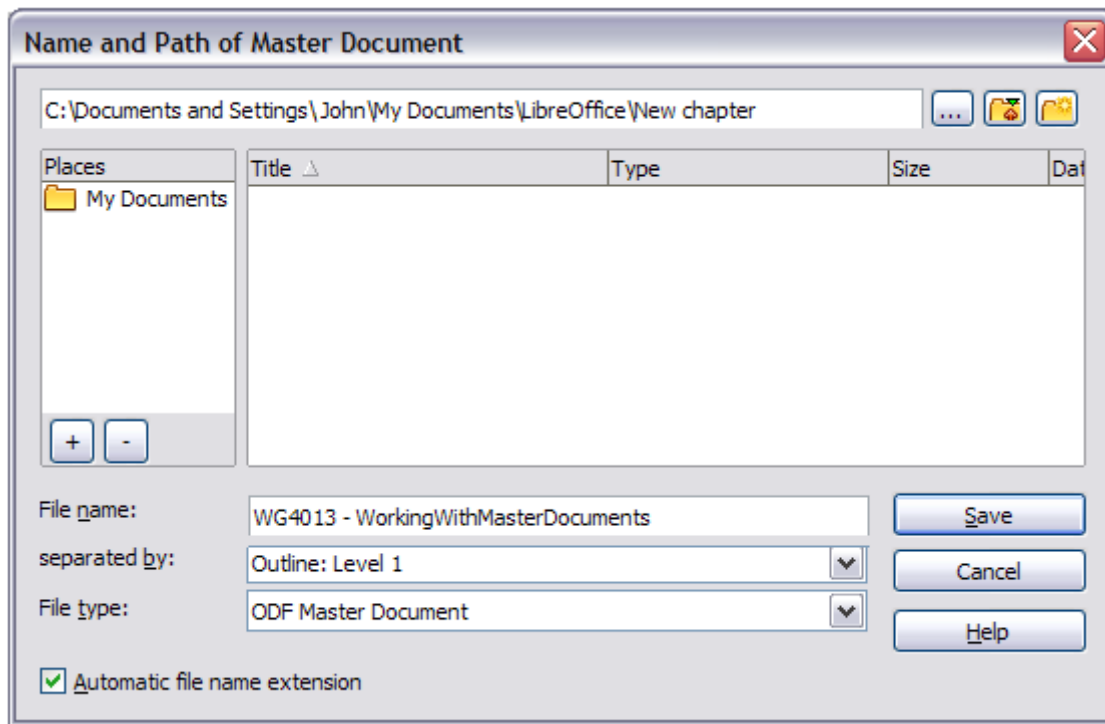 Name and Path of Master Document
C:\Documents and Settings\John\My Documents\LibreOffice\New chapter
...
Places
Title
Type
Size
Dat
My Documents
+ -
File name:
WG4013 - WorkingWithMasterDocuments
Save
separated by:
Outline: Level 1
Cancel
File type:
ODF Master Document
Help
Automatic file name extension